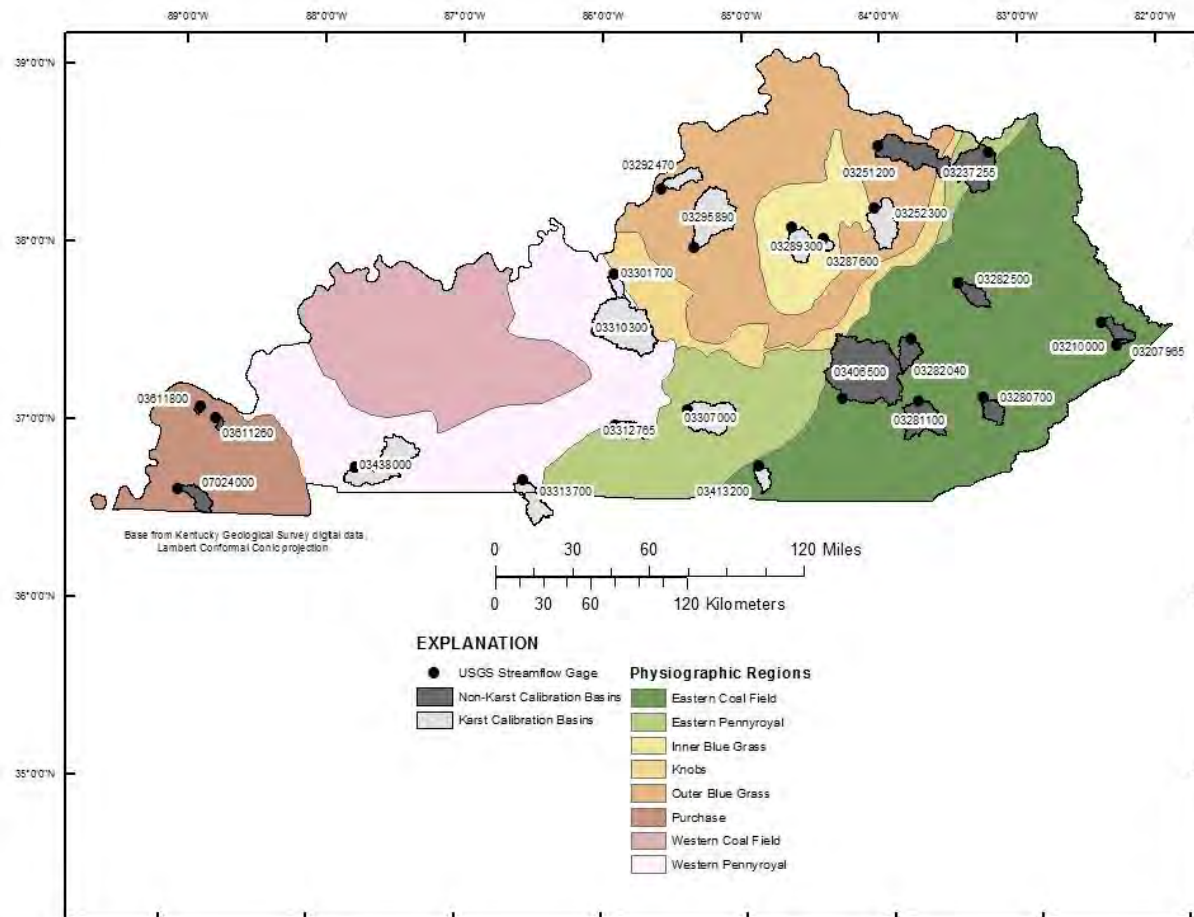 89°0'0"W 88°0'0"W 87°0'0"W 86°0'0"W 85°0'0"W 84°0'0"W 83°0'0"W 82°0'0"W
39°0'0"N
38°0'0"N
37°0'0"N
36°0'0"N
35°0'0"N
03292470
03251200
03237255
03295890
03252300
03289300
03287600
03301700
03282500
03310300
03210000
03207965
03406500
03282040
03611800
03280700
03611260
03307000
03281100
03312765
03438000
07024000
03313700
03413200
Base from Kentucky Geological Survey digital data,
Lambert Conformal Conic projection
0 30 60 120 Miles
0 30 60 120 Kilometers
EXPLANATION
USGS Streamflow Gage
Non-Karst Calibration Basins
Karst Calibration Basins
Physiographic Regions
Eastern Coal Field
Eastern Pennyroyal
Inner Blue Grass
Knobs
Outer Blue Grass
Purchase
Western Coal Field
Western Pennyroyal